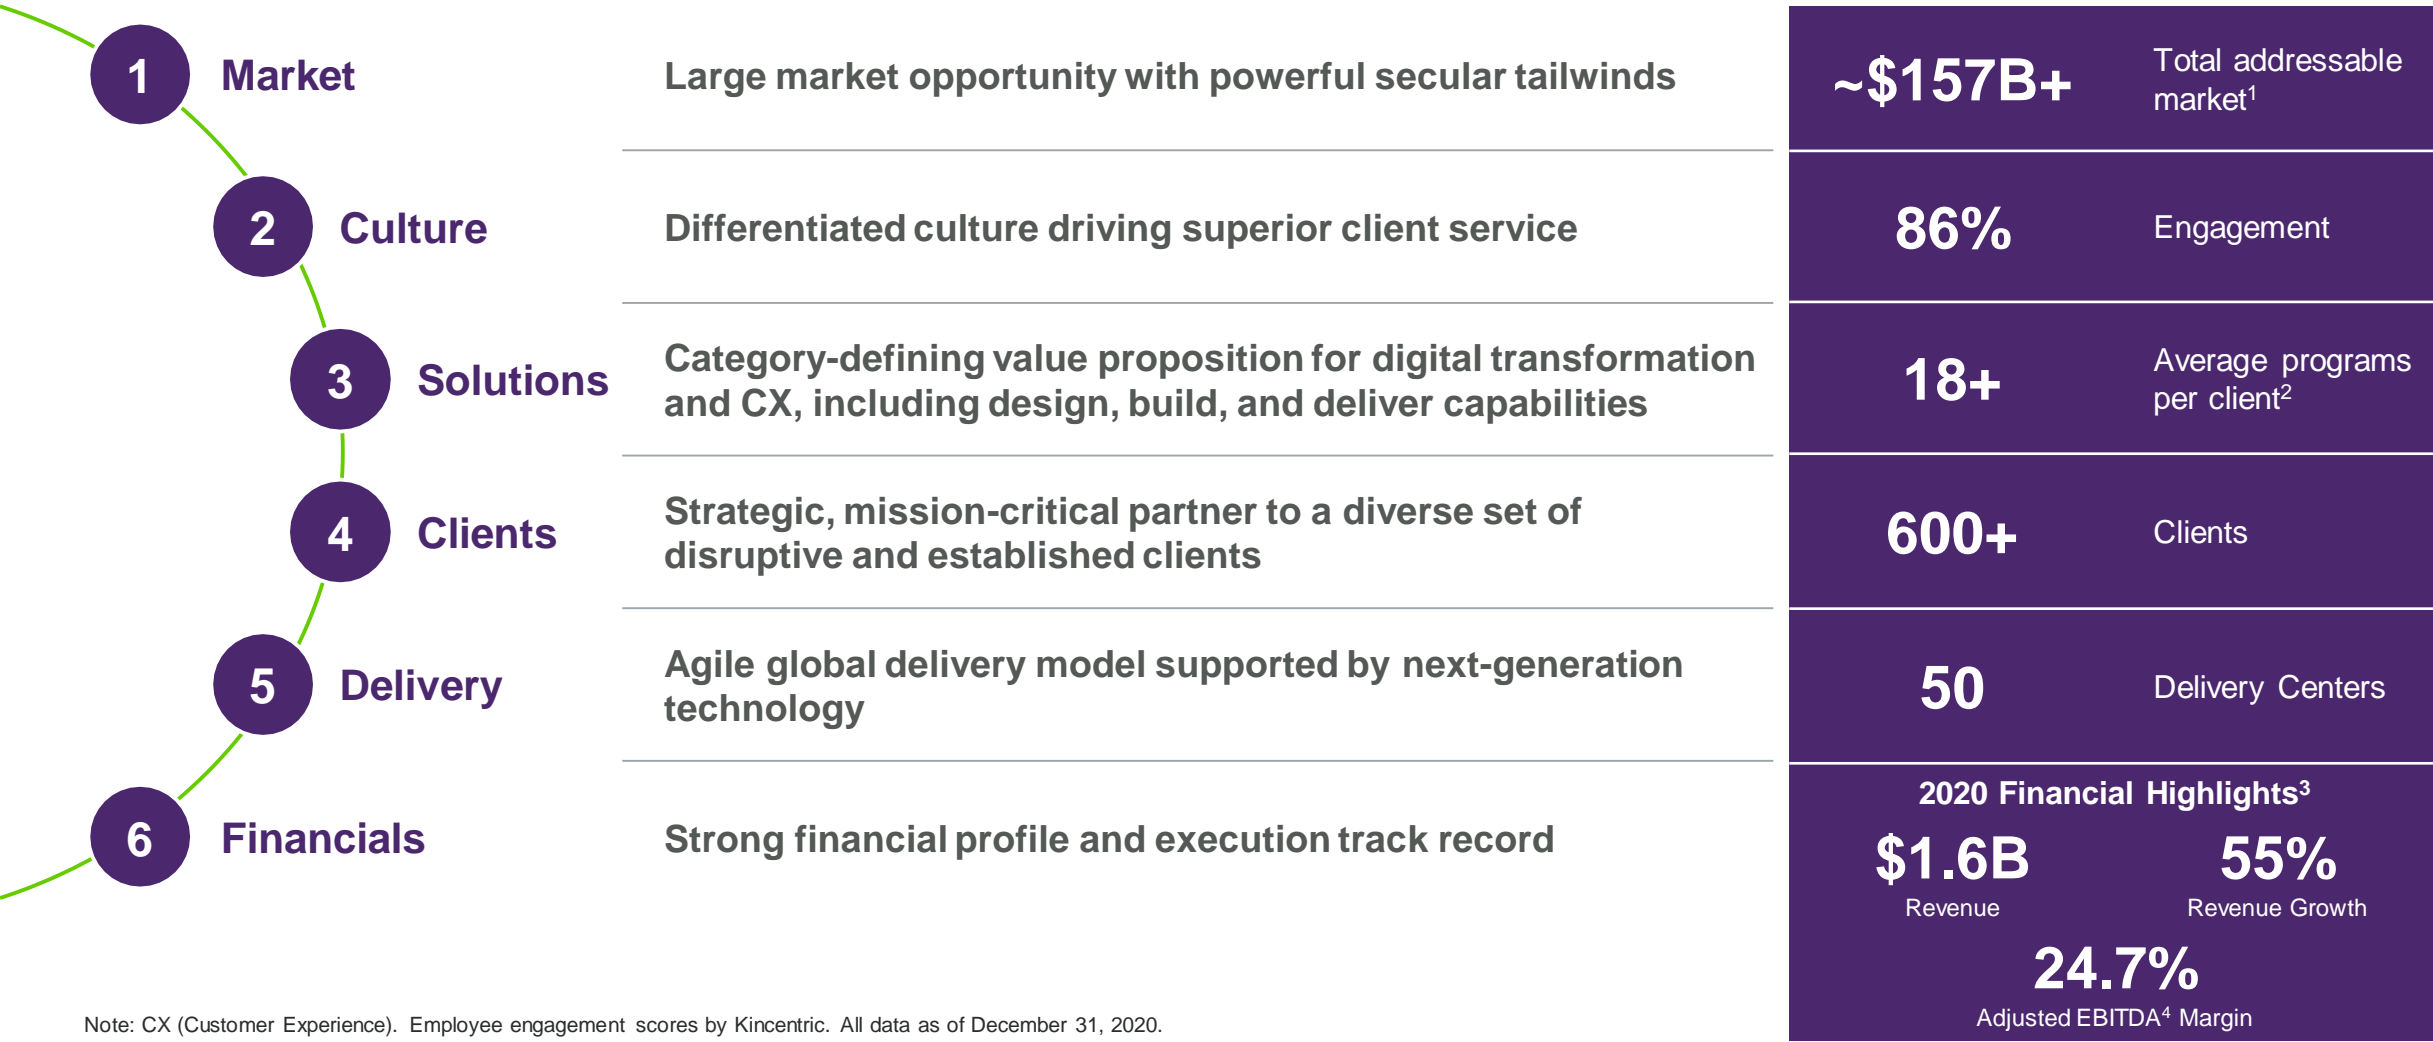 1
Market
Large market opportunity with powerful secular tailwinds
~$157B+
Total addressable
market¹
2
Culture
Differentiated culture driving superior client service
86%
Engagement
3
Solutions
Category-defining value proposition for digital transformation
and CX, including design, build, and deliver capabilities
18+
Average programs
per client²
4
Clients
Strategic, mission-critical partner to a diverse set of
disruptive and established clients
600+
Clients
5
Delivery
Agile global delivery model supported by next-generation
technology
50
Delivery Centers
6
Financials
Strong financial profile and execution track record
2020 Financial Highlights³
$1.6B
Revenue
55%
Revenue Growth
24.7%
Adjusted EBITDA⁴ Margin
Note: CX (Customer Experience). Employee engagement scores by Kincentric. All data as of December 31, 2020.